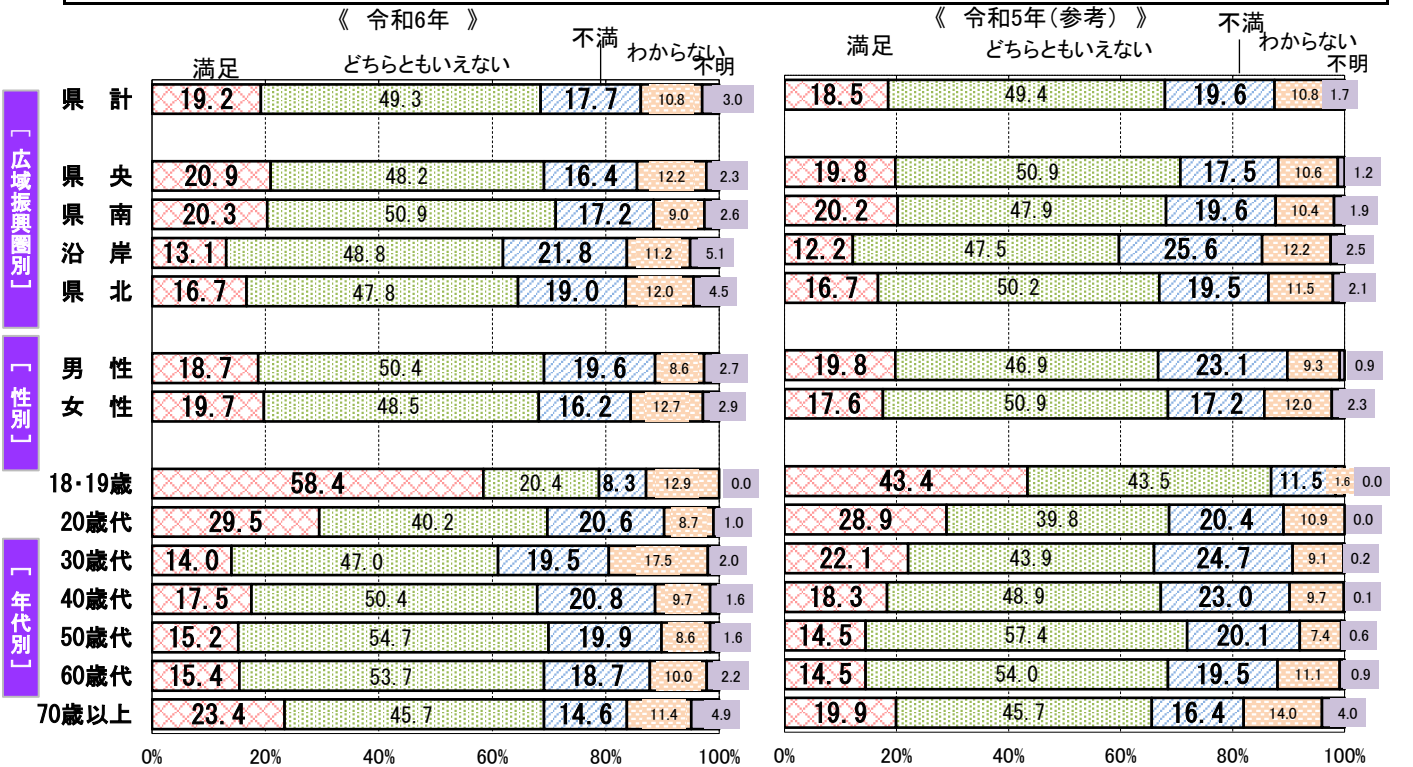 《 令和6年 》
満足 どちらともいえない 不満 わからない 不明
《 令和5年(参考) 》
満足 どちらともいえない 不満 わからない 不明
[広域振興圏別]
県 計 19.2 49.3 17.7 10.8 3.0 18.5 49.4 19.6 10.8 1.7
県 央 20.9 48.2 16.4 12.2 2.3 19.8 50.9 17.5 10.6 1.2
県 南 20.3 50.9 17.2 9.0 2.6 20.2 47.9 19.6 10.4 1.9
沿 岸 13.1 48.8 21.8 11.2 5.1 12.2 47.5 25.6 12.2 2.5
県 北 16.7 47.8 19.0 12.0 4.5 16.7 50.2 19.5 11.5 2.1
[性別]
男 性 18.7 50.4 19.6 8.6 2.7 19.8 46.9 23.1 9.3 0.9
女 性 19.7 48.5 16.2 12.7 2.9 17.6 50.9 17.2 12.0 2.3
[年代別]
18・19歳 58.4 20.4 8.3 12.9 0.0 43.4 43.5 11.5 1.6 0.0
20歳代 29.5 40.2 20.6 8.7 1.0 28.9 39.8 20.4 10.9 0.0
30歳代 14.0 47.0 19.5 17.5 2.0 22.1 43.9 24.7 9.1 0.2
40歳代 17.5 50.4 20.8 9.7 1.6 18.3 48.9 23.0 9.7 0.1
50歳代 15.2 54.7 19.9 8.6 1.6 14.5 57.4 20.1 7.4 0.6
60歳代 15.4 53.7 18.7 10.0 2.2 14.5 54.0 19.5 11.1 0.9
70歳以上 23.4 45.7 14.6 11.4 4.9 19.9 45.7 16.4 14.0 4.0
0% 20% 40% 60% 80% 100% 0% 20% 40% 60% 80% 100%